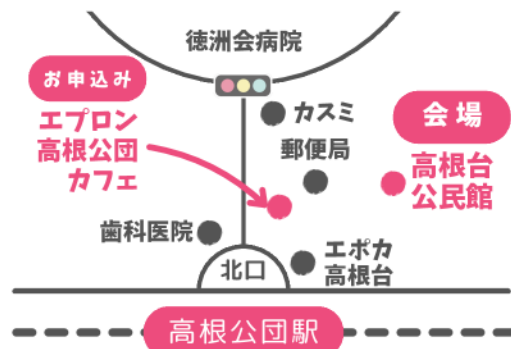 徳洲会病院
お申込み
エプロン
高根公団
カフェ
カスミ
会場
郵便局
高根台
公民館
歯科医院
北口
エポカ
高根台
高根公団駅